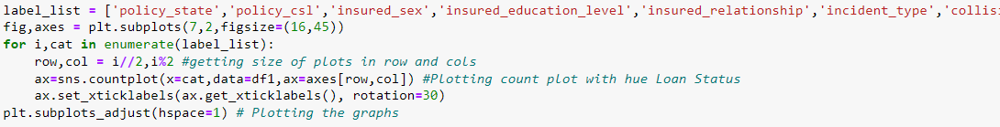 label_list = ['policy_state','policy_csl','insured_sex','insured_education_level','insured_relationship','incident_type','collisi
fig,axes = plt.subplots(7,2,figsize=(16,45))
for i,cat in enumerate(label_list):
    row,col = i//2,i%2 #getting size of plots in row and cols
    ax=sns.countplot(x=cat,data=df1,ax=axes[row,col]) #Plotting count plot with hue Loan Status
    ax.set_xticklabels(ax.get_xticklabels(), rotation=30)
plt.subplots_adjust(hspace=1) # Plotting the graphs